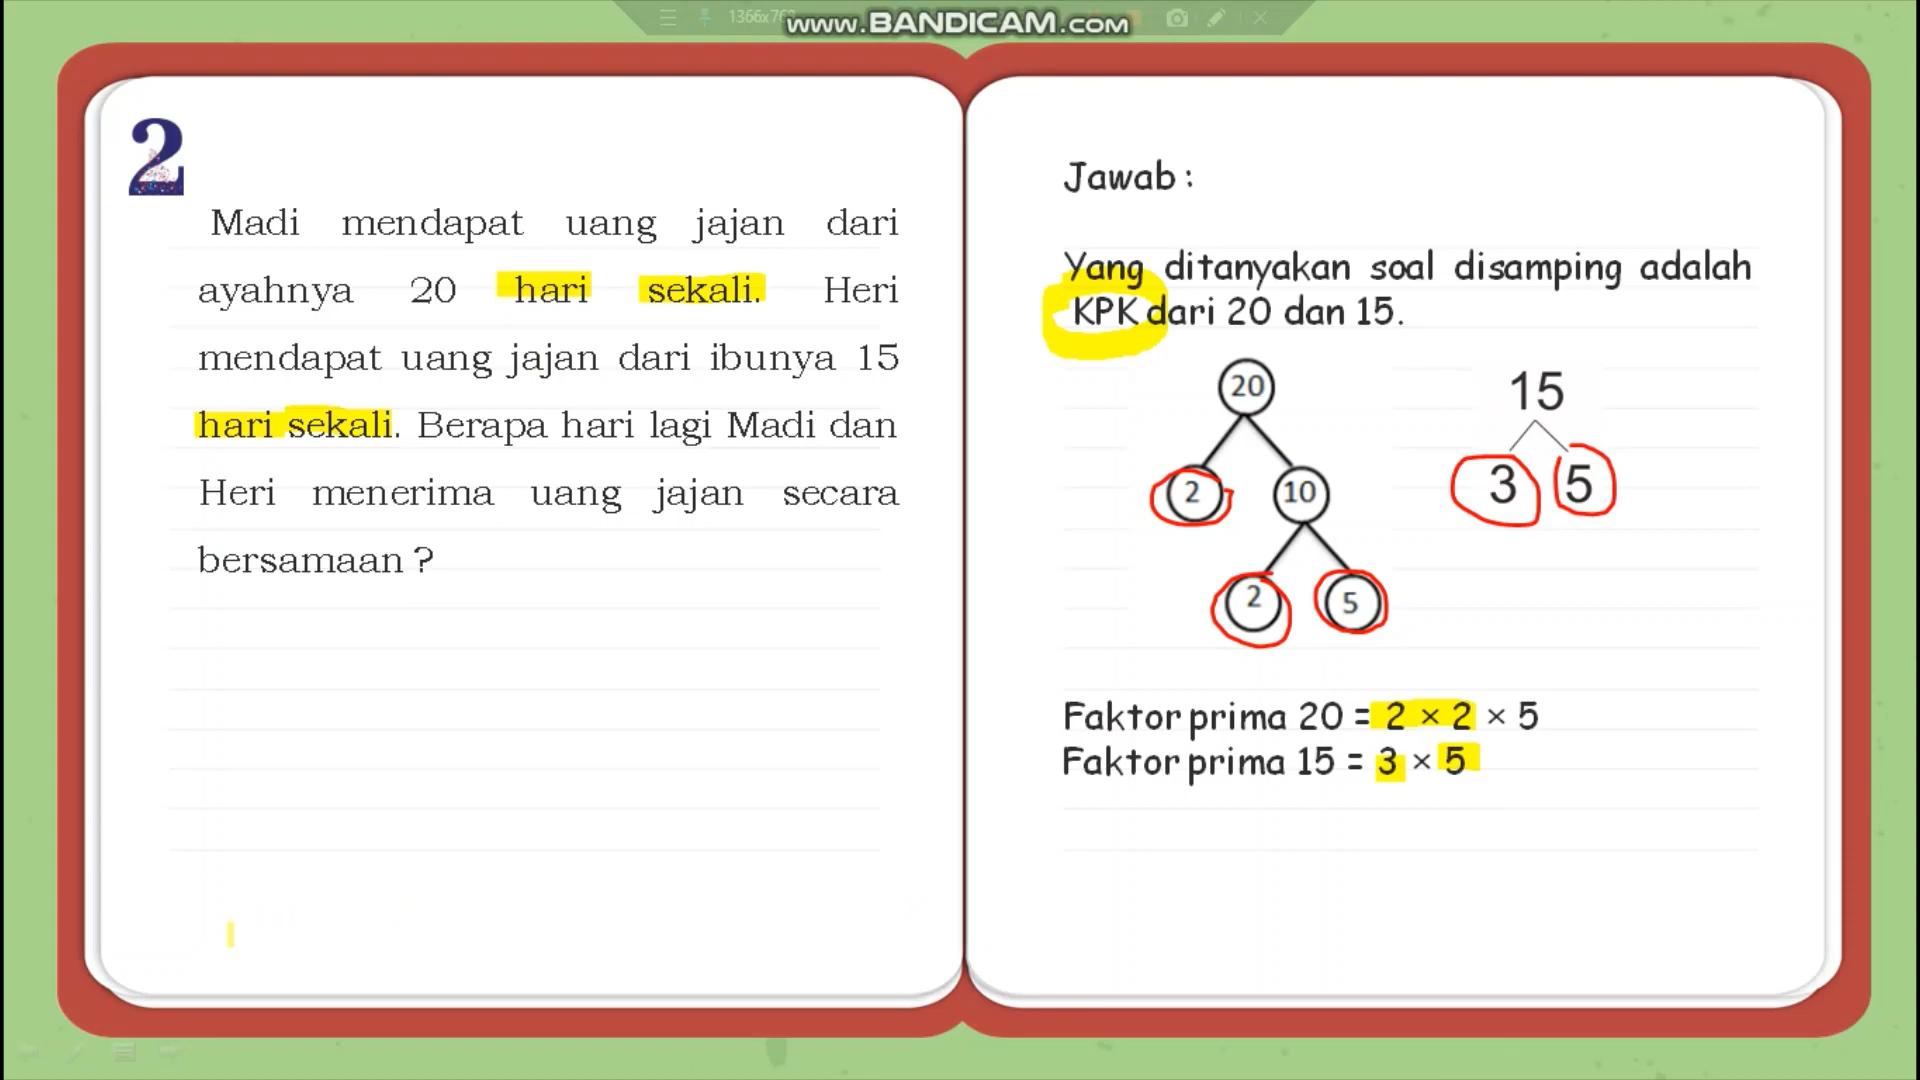 1366x768
www.BANDICAM.com
2
Madi mendapat uang jajan dari
ayahnya 20 hari sekali. Heri
mendapat uang jajan dari ibunya 15
hari sekali. Berapa hari lagi Madi dan
Heri menerima uang jajan secara
bersamaan ?
Jawab :
Yang ditanyakan soal disamping adalah
KPK dari 20 dan 15.
20
15
2 10
3 5
2 5
Faktor prima 20 = 2 × 2 × 5
Faktor prima 15 = 3 × 5